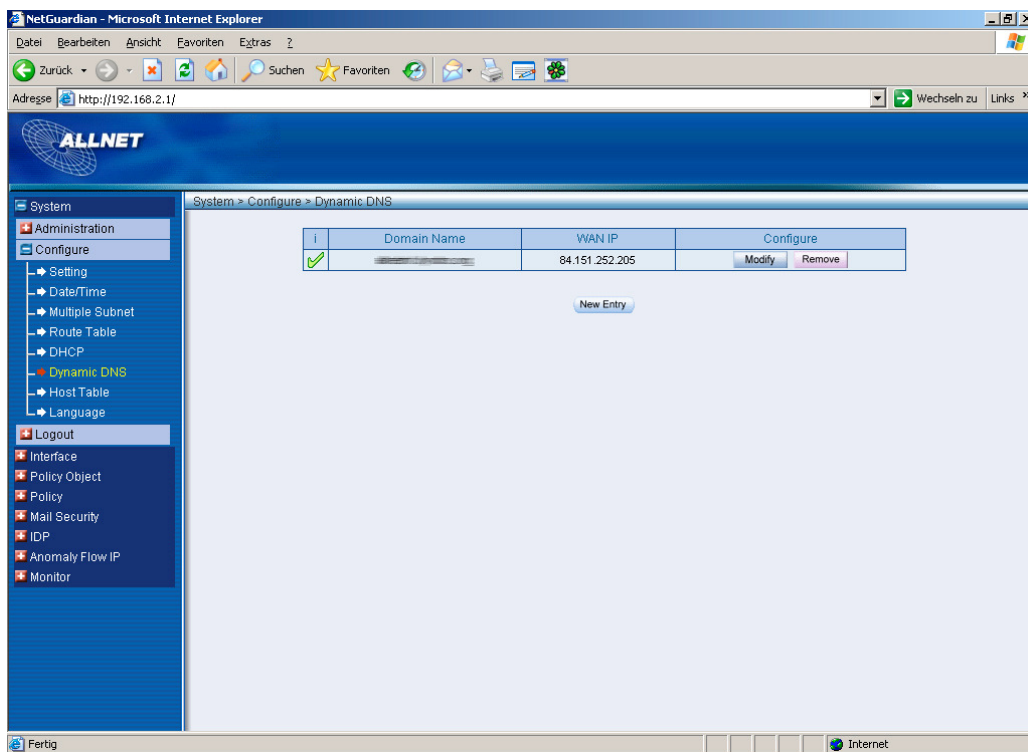 NetGuardian - Microsoft Internet Explorer
Datei Bearbeiten Ansicht Favoriten Extras ?
Zurück Suchen Favoriten
Adresse http://192.168.2.1/ Wechseln zu Links »
ALLNET
System
System > Configure > Dynamic DNS
Administration
Configure
Setting
Date/Time
Multiple Subnet
Route Table
DHCP
Dynamic DNS
Host Table
Language
Logout
Interface
Policy Object
Policy
Mail Security
IDP
Anomaly Flow IP
Monitor
i Domain Name WAN IP Configure
84.151.252.205 Modify Remove
New Entry
Fertig Internet